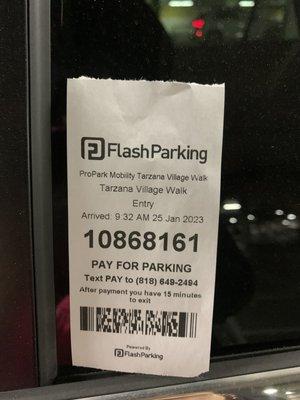 FlashParking
ProPark Mobility Tarzana Village Walk
Tarzana Village Walk
Entry
Arrived: 9:32 AM 25 Jan 2023
10868161
PAY FOR PARKING
Text PAY to (818) 649-2494
After payment you have 15 minutes
to exit
Powered By
FlashParking